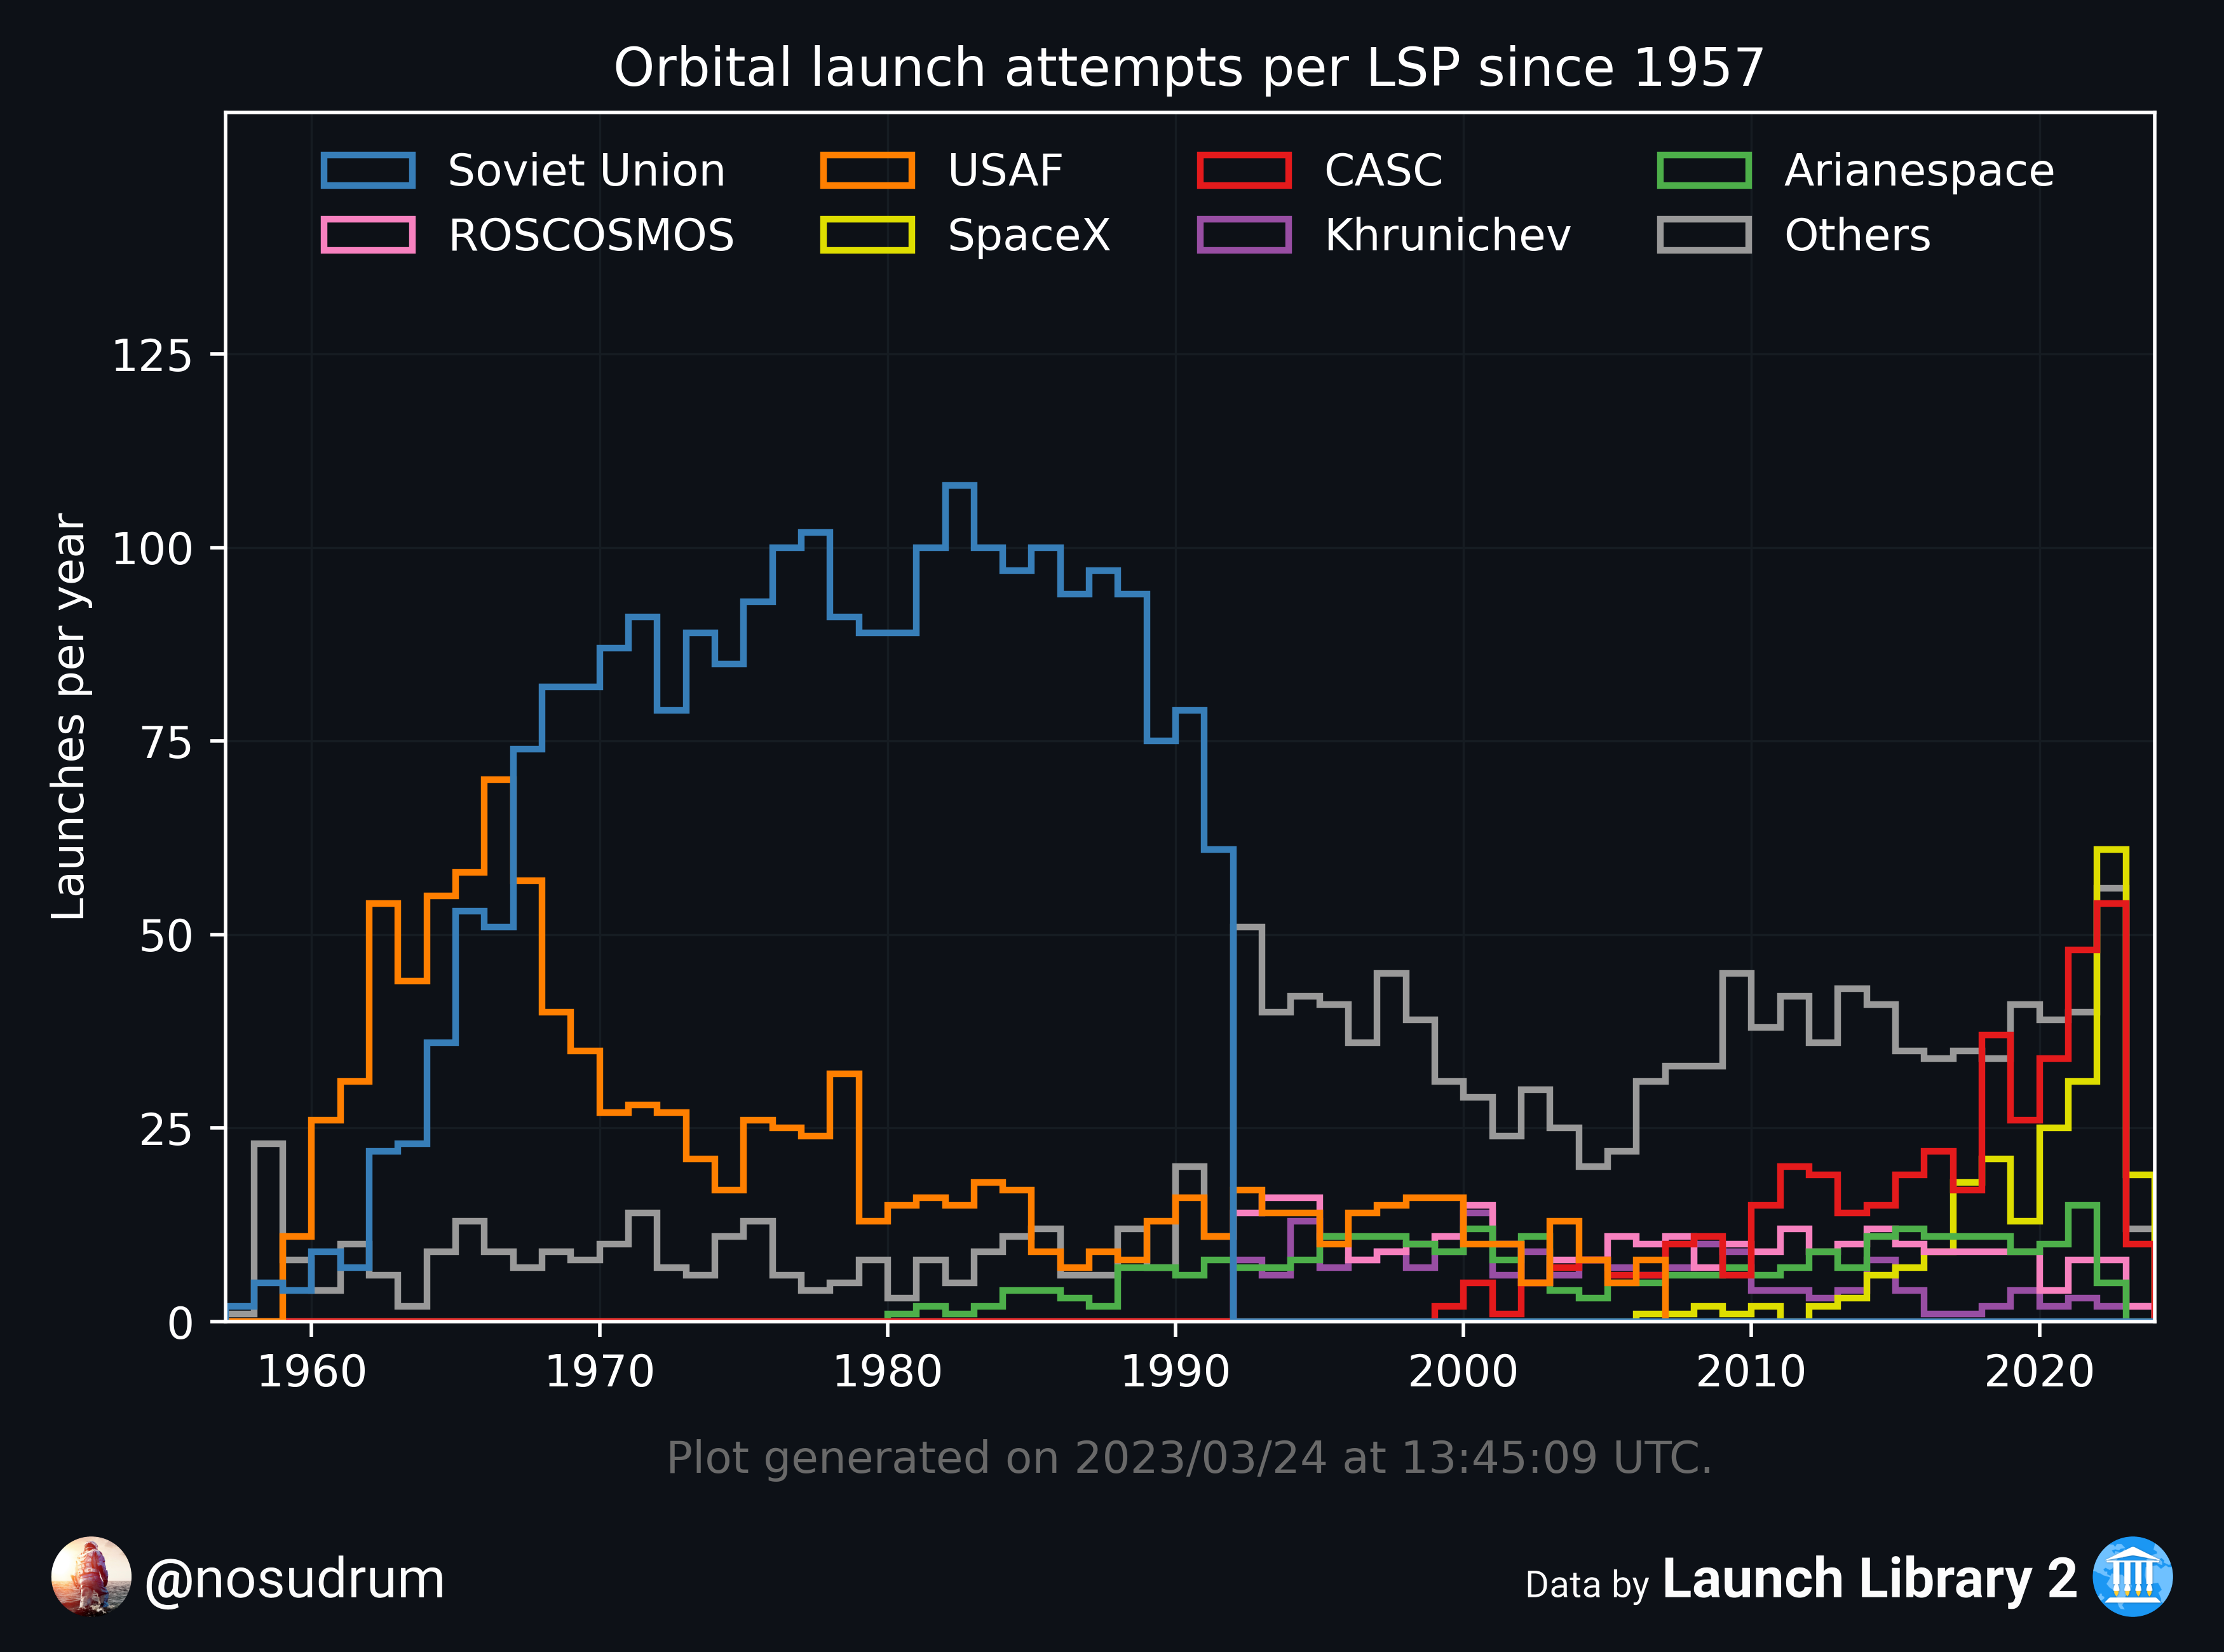 Orbital launch attempts per LSP since 1957
Soviet Union USAF CASC Arianespace
ROSCOSMOS SpaceX Khrunichev Others
Launches per year
125
100
75
50
25
0
1960 1970 1980 1990 2000 2010 2020
Plot generated on 2023/03/24 at 13:45:09 UTC.
@nosudrum
Data by Launch Library 2